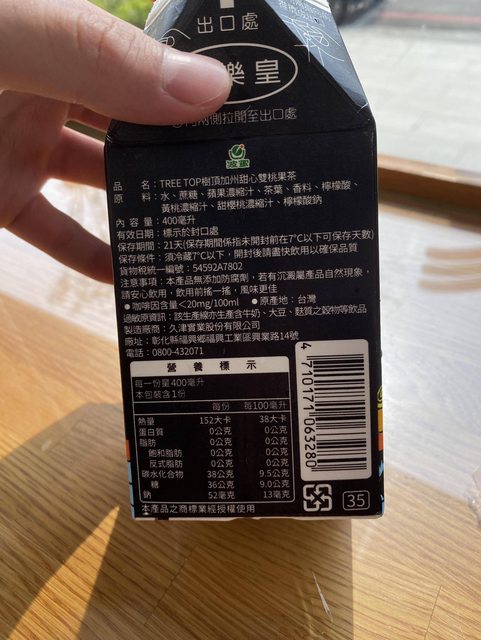 出口處
樂皇
向兩側拉開至出口處
波蜜
品　　名：TREE TOP樹頂加州甜心雙桃果茶
原　　料：水、蔗糖、蘋果濃縮汁、茶葉、香料、檸檬酸、
黃桃濃縮汁、甜櫻桃濃縮汁、檸檬酸鈉
內 容 量：400毫升
有效日期：標示於封口處
保存期間：21天(保存期間係指未開封前在7°C以下可保存天數)
保存條件：須冷藏7°C以下，開封後請盡快飲用以確保品質
貨物稅統一編號：54592A7802
注意事項：本產品無添加防腐劑，若有沉澱屬產品自然現象，
請安心飲用，飲用前搖一搖，風味更佳
●咖啡因含量<20mg/100ml ●原產地：台灣
過敏原資訊：該生產線亦生產含牛奶、大豆、麩質之穀物等飲品
製造廠商：久津實業股份有限公司
廠址：彰化縣福興鄉福興工業區興業路14號
電話：0800-432071
營養標示
每一份量400毫升
本包裝含1份
每份 每100毫升
熱量 152大卡 38大卡
蛋白質 0公克 0公克
脂肪 0公克 0公克
飽和脂肪 0公克 0公克
反式脂肪 0公克 0公克
碳水化合物 38公克 9.5公克
糖 36公克 9.0公克
鈉 52毫克 13毫克
本產品之商標業經授權使用
4 710171 063280
35